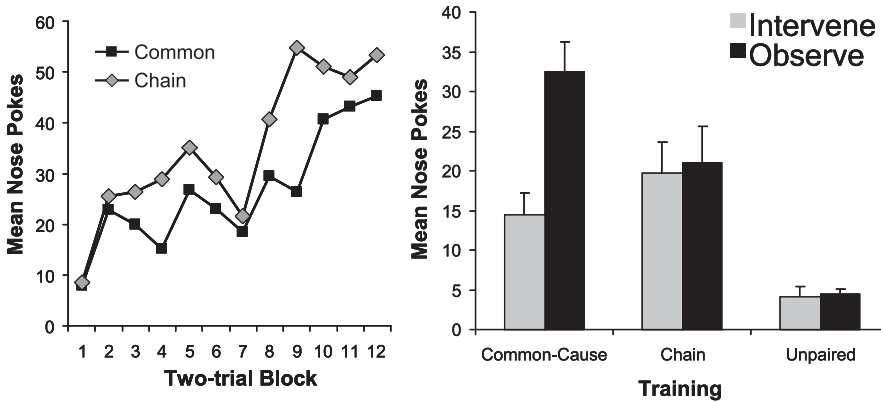 Mean Nose Pokes
60
50
40
30
20
10
0
Common
Chain
1 2 3 4 5 6 7 8 9 10 11 12
Two-trial Block
Mean Nose Pokes
40
35
30
25
20
15
10
5
0
Intervene
Observe
Common-Cause Chain Unpaired
Training